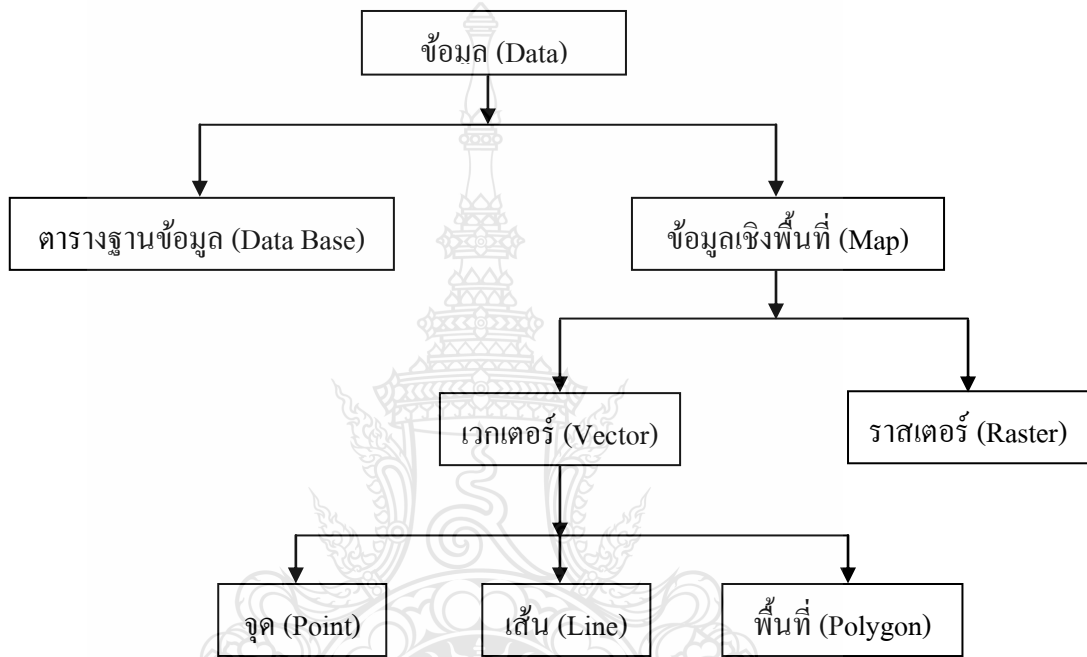 ข้อมูล (Data)
ตารางฐานข้อมูล (Data Base)
ข้อมูลเชิงพื้นที่ (Map)
เวกเตอร์ (Vector)
ราสเตอร์ (Raster)
จุด (Point)
เส้น (Line)
พื้นที่ (Polygon)